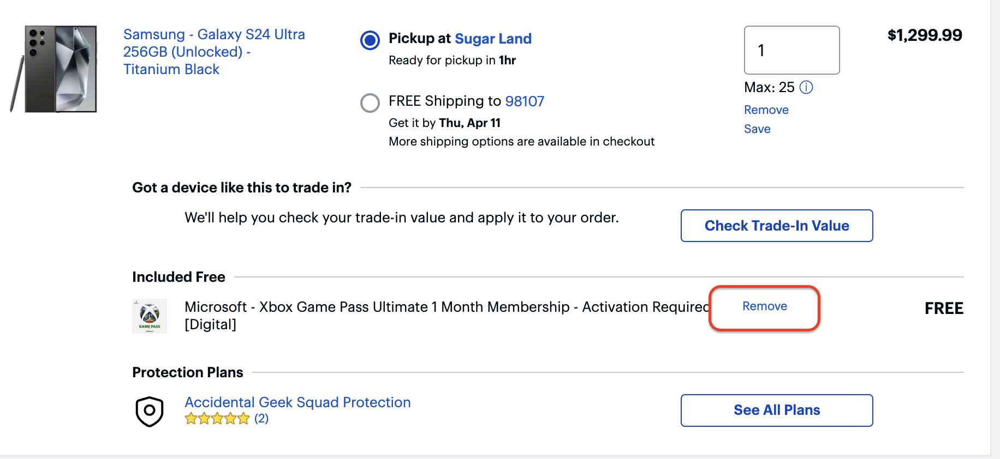 Samsung - Galaxy S24 Ultra
256GB (Unlocked) -
Titanium Black
Pickup at Sugar Land
Ready for pickup in 1hr
FREE Shipping to 98107
Get it by Thu, Apr 11
More shipping options are available in checkout
1
Max: 25
Remove
Save
$1,299.99
Got a device like this to trade in?
We'll help you check your trade-in value and apply it to your order.
Check Trade-In Value
Included Free
GAME PASS
Microsoft - Xbox Game Pass Ultimate 1 Month Membership - Activation Required
[Digital]
Remove
FREE
Protection Plans
Accidental Geek Squad Protection
(2)
See All Plans